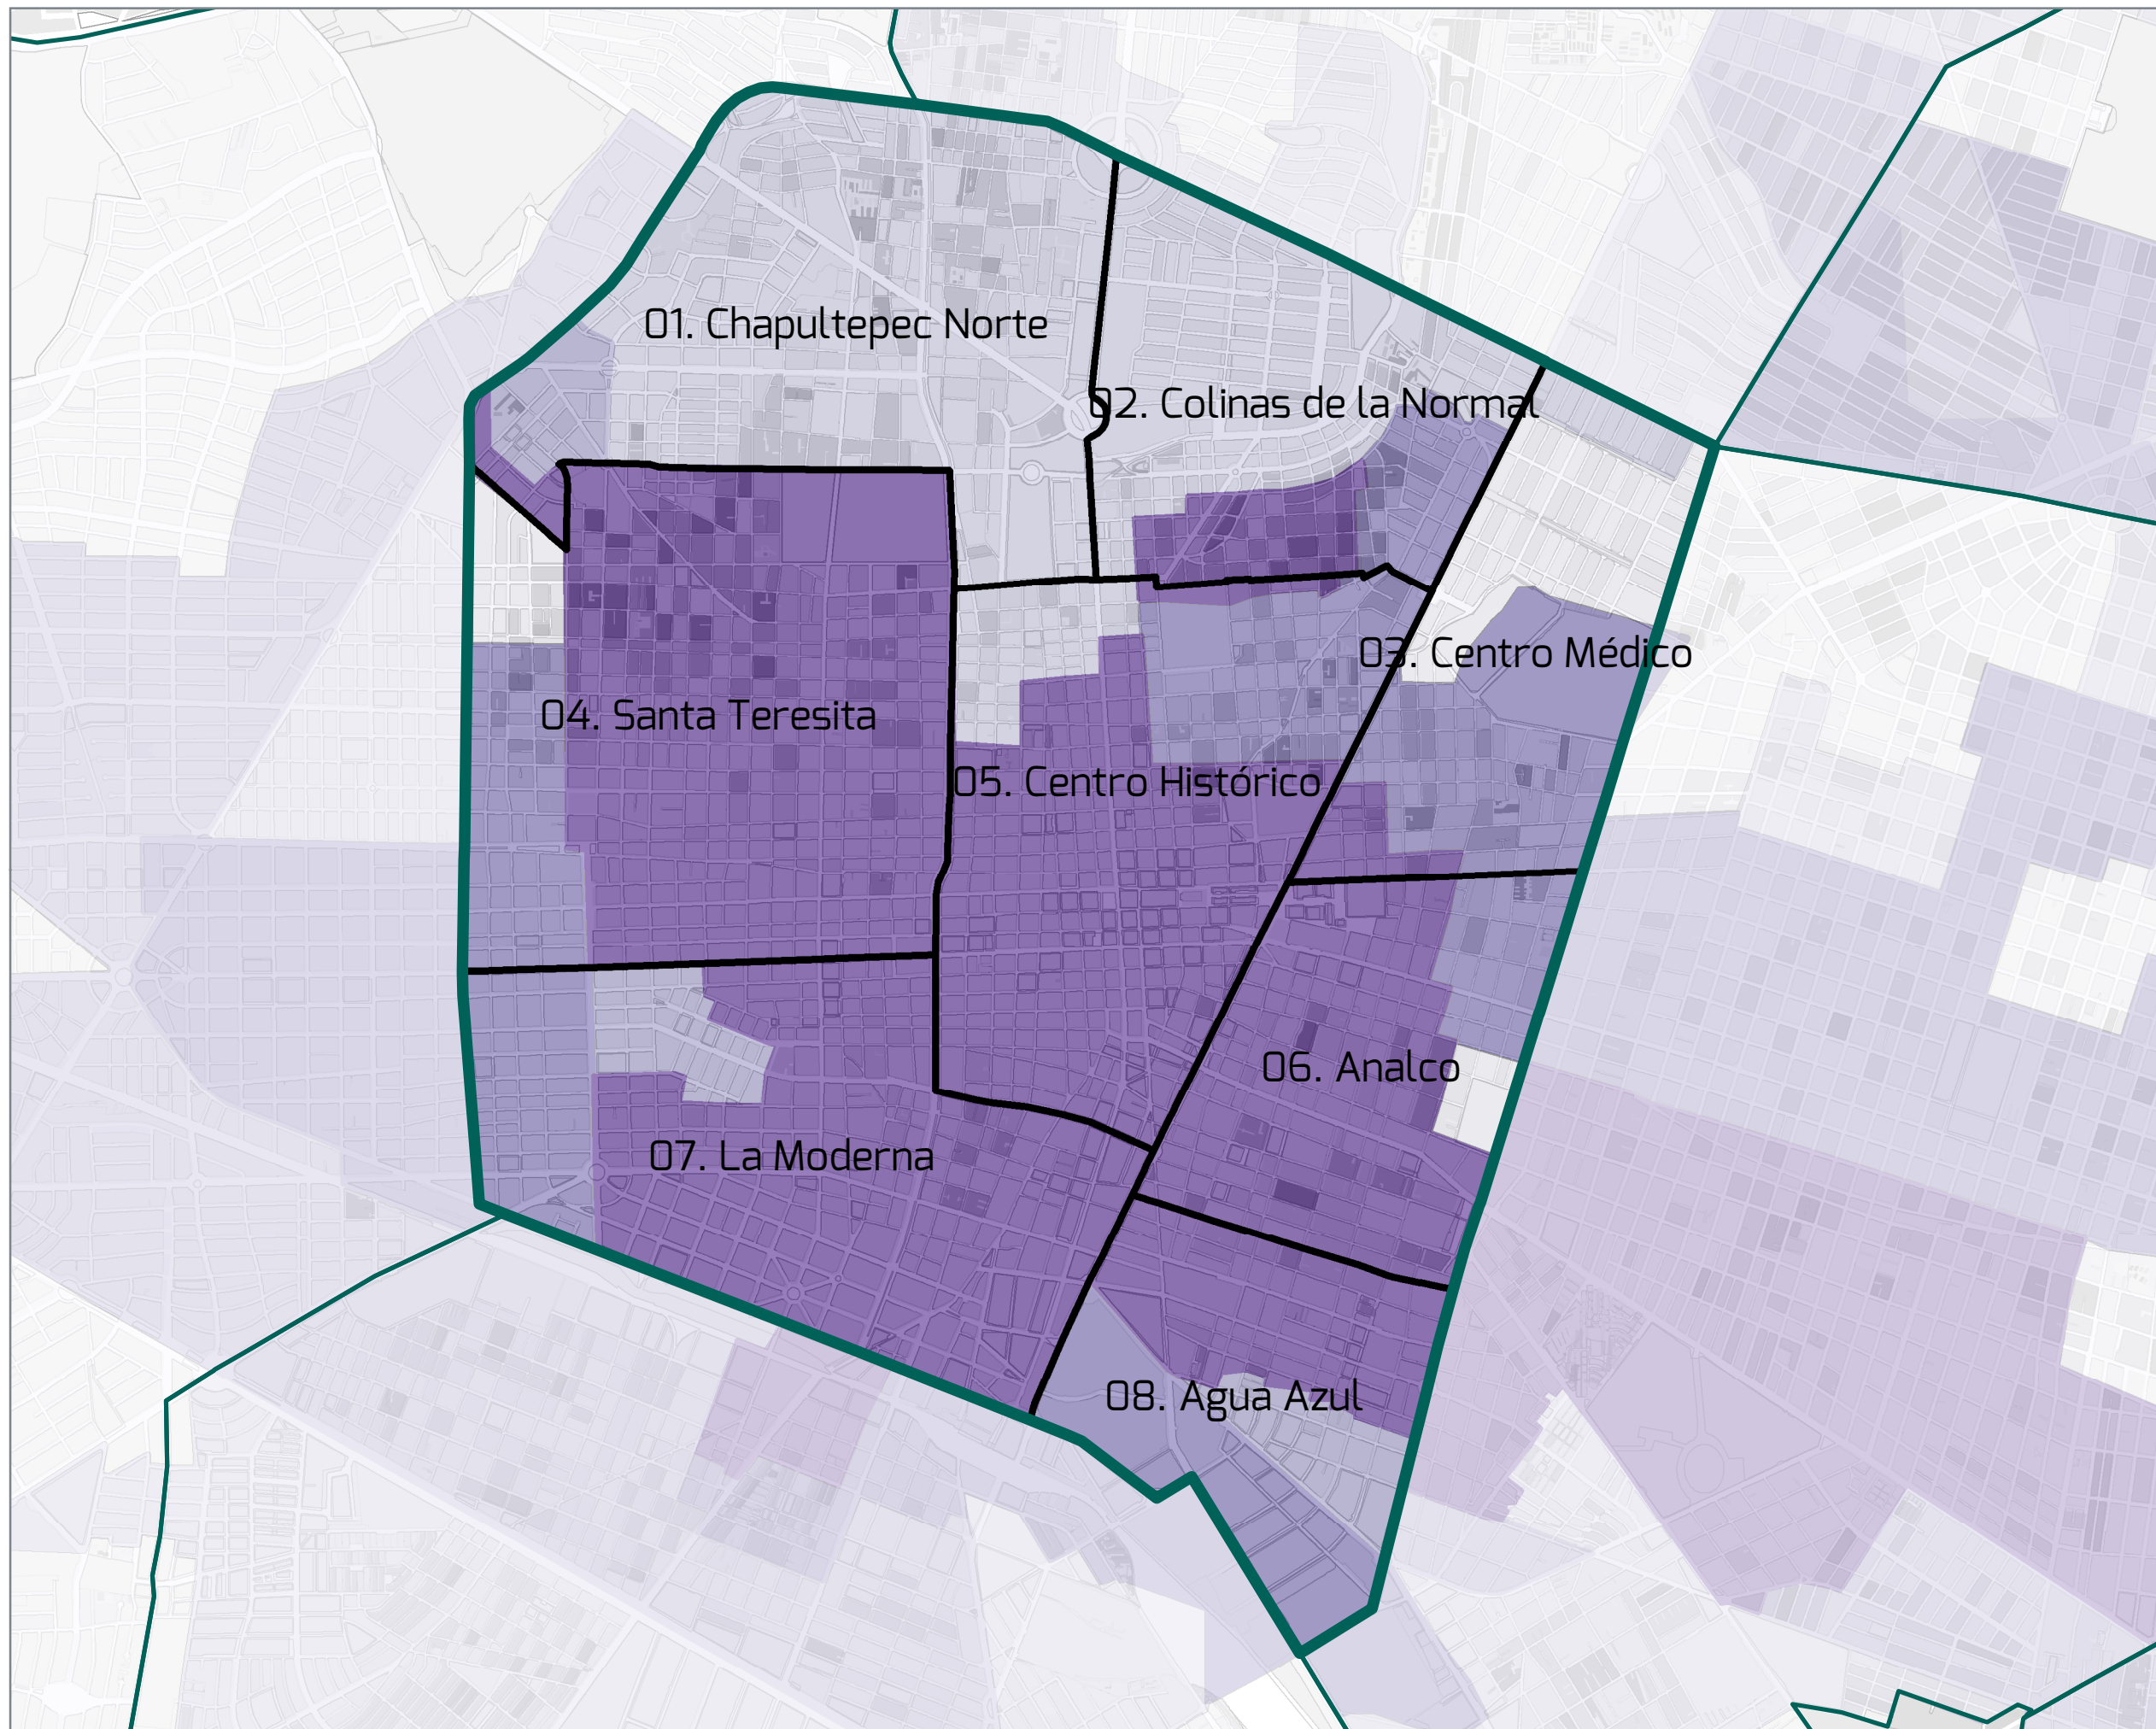 01. Chapultepec Norte
02. Colinas de la Normal
03. Centro Médico
04. Santa Teresita
05. Centro Histórico
06. Analco
07. La Moderna
08. Agua Azul